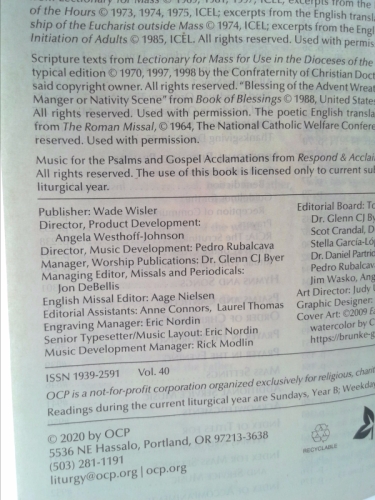 of the Hours © 1973, 1974, 1975, ICEL; excerpts from the English transl
ship of the Eucharist outside Mass © 1974, ICEL; excerpts from the Engl
Initiation of Adults © 1985, ICEL. All rights reserved. Used with permis
Scripture texts from Lectionary for Mass for Use in the Dioceses of the
typical edition © 1970, 1997, 1998 by the Confraternity of Christian Doct
said copyright owner. All rights reserved. "Blessing of the Advent Wreat
Manger or Nativity Scene" from Book of Blessings © 1988, United States
All rights reserved. Used with permission. The poetic English transla
from The Roman Missal, © 1964, The National Catholic Welfare Confere
reserved. Used with permission.
Music for the Psalms and Gospel Acclamations from Respond & Acclai
All rights reserved. The use of this book is licensed only to current sub
liturgical year.
Publisher: Wade Wisler
Director, Product Development:
Angela Westhoff-Johnson
Director, Music Development: Pedro Rubalcava
Manager, Worship Publications: Dr. Glenn CJ Byer
Managing Editor, Missals and Periodicals:
Jon DeBellis
English Missal Editor: Aage Nielsen
Editorial Assistants: Anne Connors, Laurel Thomas
Engraving Manager: Eric Nordin
Senior Typesetter/Music Layout: Eric Nordin
Music Development Manager: Rick Modlin
Editorial Board: To
Dr. Glenn CJ By
Scot Crandal, D
Stella García-Lóp
Dr. Daniel Partric
Pedro Rubalcava
Jim Wasko, Ang
Art Director: Judy
Graphic Designer:
Cover Art: ©2009
watercolor by C
https://brunke-g
ISSN 1939-2591 Vol. 40
OCP is a not-for-profit corporation organized exclusively for religious, charit
Readings during the current liturgical year are Sundays, Year B; Weekday
© 2020 by OCP
5536 NE Hassalo, Portland, OR 97213-3638
(503) 281-1191
liturgy@ocp.org | ocp.org
RECYCLABLE